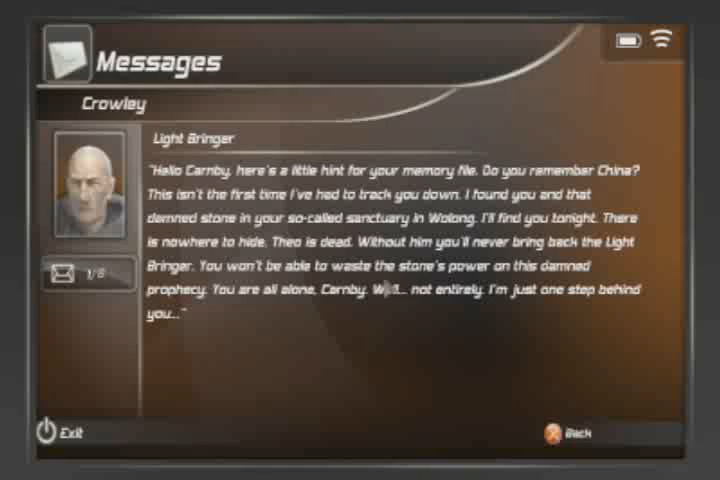 Messages
Crowley
Light Bringer
"Hallo Carnby, here's a little hint for your memory file. Do you remember China?
This isn't the first time I've had to track you down. I found you and that
damned stone in your so-called sanctuary in Wolong. I'll find you tonight. There
is nowhere to hide. Theo is dead. Without him you'll never bring back the Light
Bringer. You won't be able to waste the stone's power on this damned
prophecy. You are all alone, Carnby. Well... not entirely. I'm just one step behind
you..."
1/8
Exit
X Back